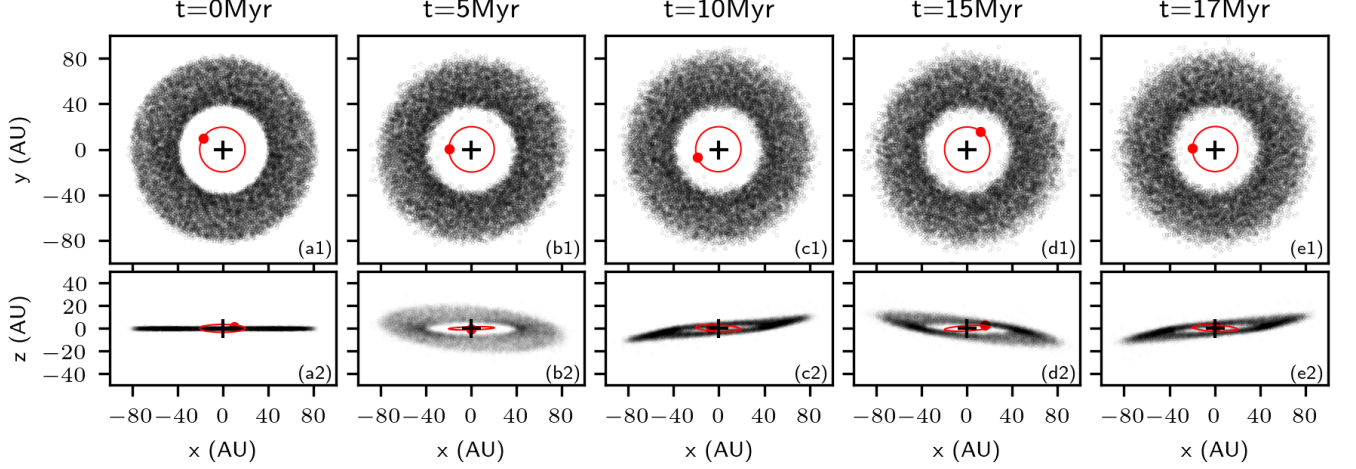 t=0Myr t=5Myr t=10Myr t=15Myr t=17Myr
80
40
0
−40
−80
y (AU)
(a1) (b1) (c1) (d1) (e1)
40
20
0
−20
−40
z (AU)
(a2) (b2) (c2) (d2) (e2)
−80 −40 0 40 80 −80 −40 0 40 80 −80 −40 0 40 80 −80 −40 0 40 80 −80 −40 0 40 80
x (AU) x (AU) x (AU) x (AU) x (AU)